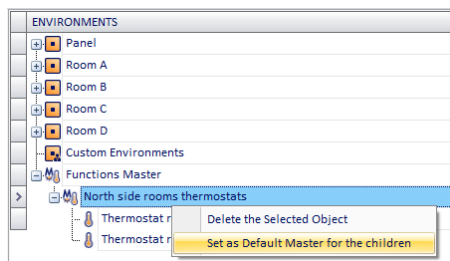 ENVIRONMENTS
Panel
Room A
Room B
Room C
Room D
Custom Environments
Functions Master
North side rooms thermostats
Thermostat r
Delete the Selected Object
Thermostat r
Set as Default Master for the children